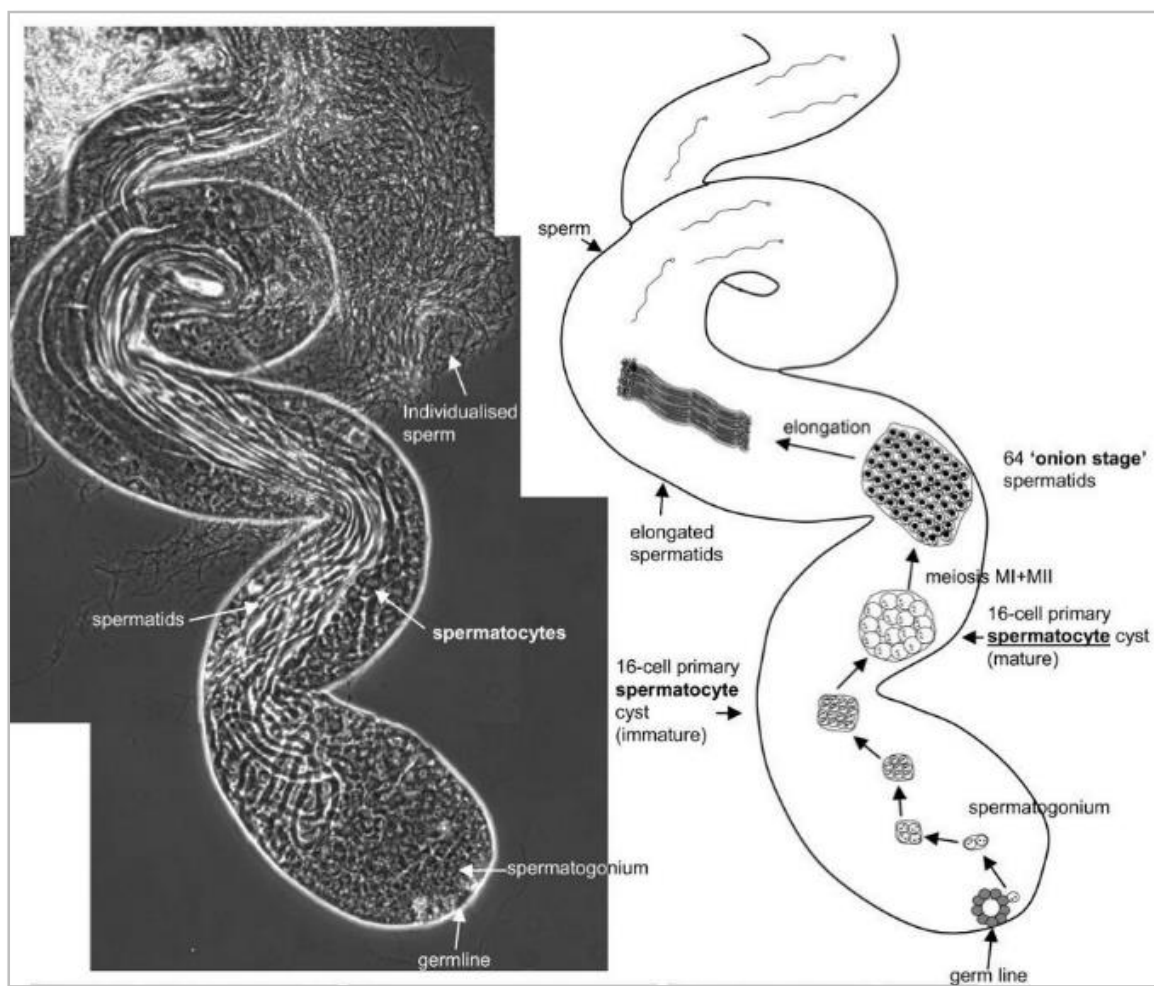 Individualised
sperm
spermatids
spermatocytes
spermatogonium
germline
sperm
elongation
64 'onion stage'
spermatids
elongated
spermatids
meiosis MI+MII
16-cell primary
spermatocyte cyst
(mature)
16-cell primary
spermatocyte
cyst
(immature)
spermatogonium
germ line